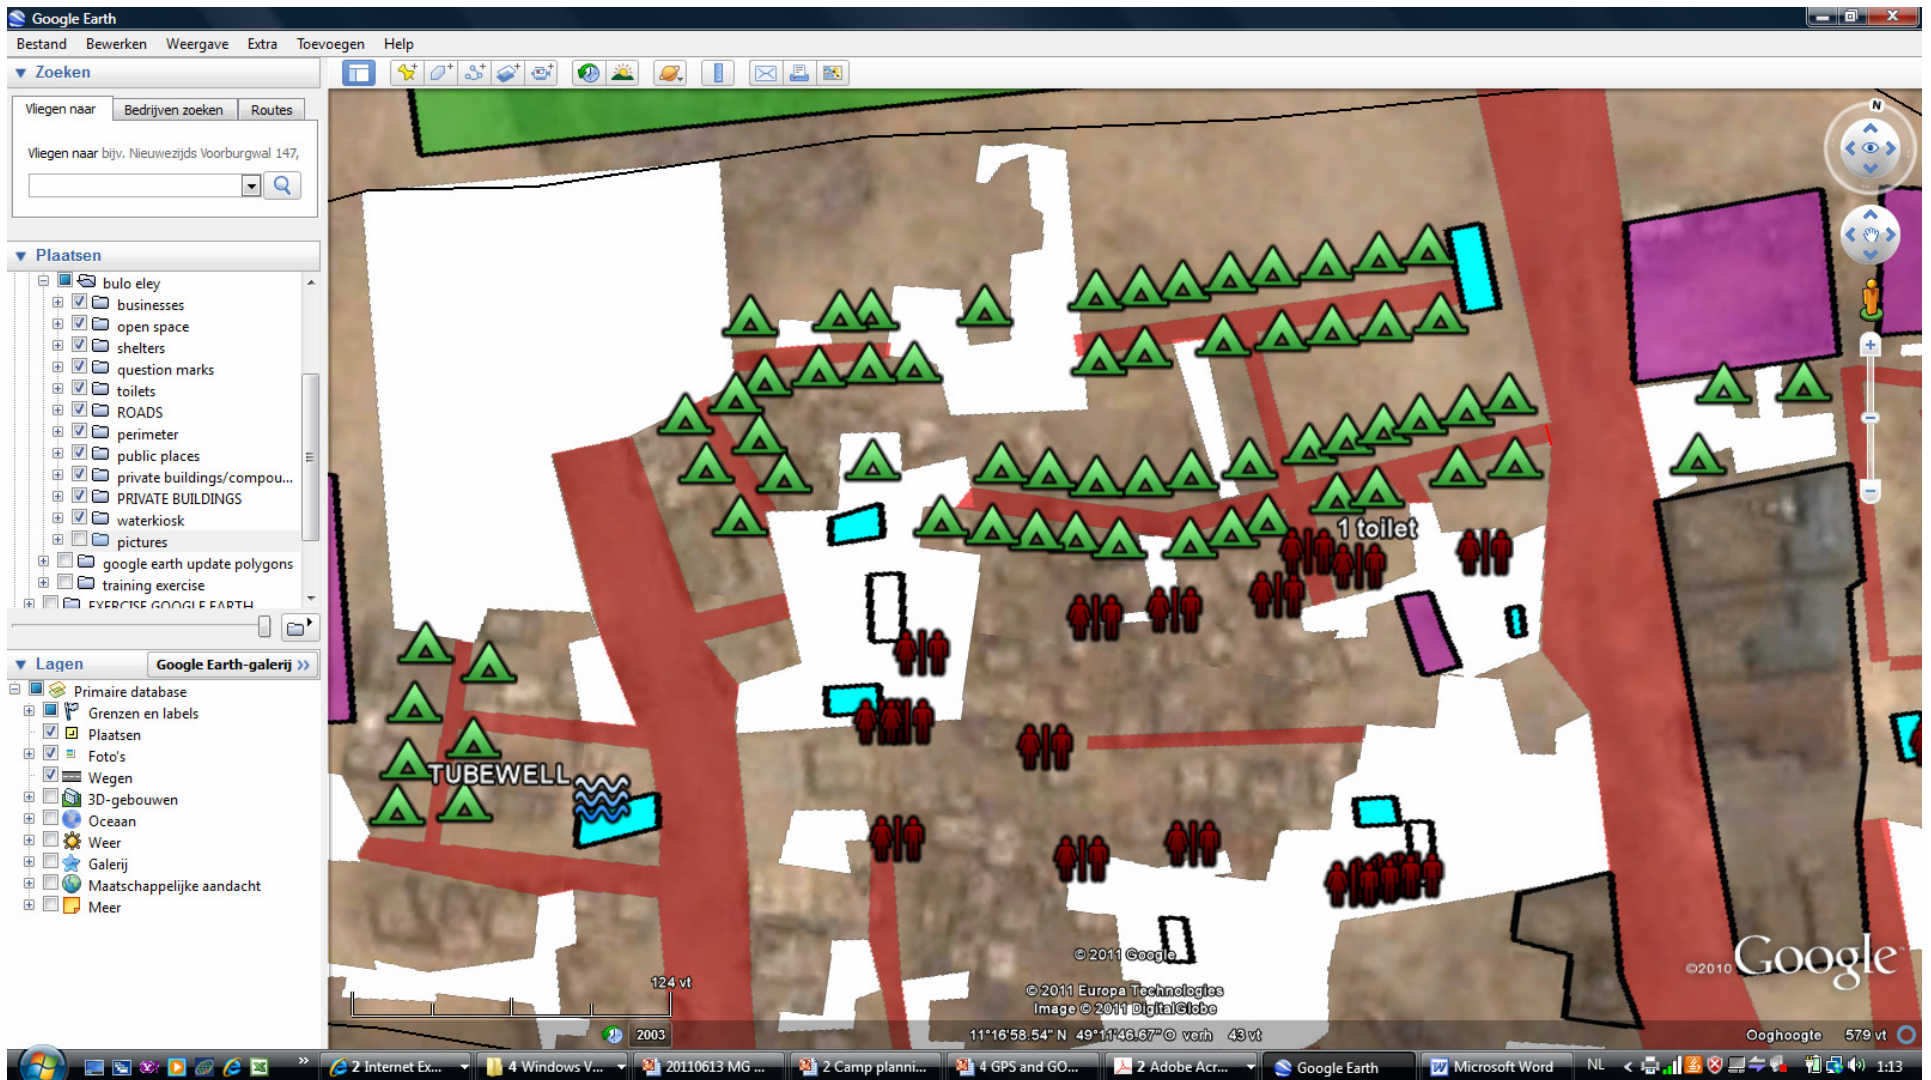 Google Earth
Bestand Bewerken Weergave Extra Toevoegen Help
Zoeken
Vliegen naar Bedrijven zoeken Routes
Vliegen naar bijv. Nieuwezijds Voorburgwal 147,
Plaatsen
bulo eley
businesses
open space
shelters
question marks
toilets
ROADS
perimeter
public places
private buildings/compou...
PRIVATE BUILDINGS
waterkiosk
pictures
google earth update polygons
training exercise
EXERCISE GOOGLE EARTH
Lagen Google Earth-galerij >>
Primaire database
Grenzen en labels
Plaatsen
Foto's
Wegen
3D-gebouwen
Oceaan
Weer
Galerij
Maatschappelijke aandacht
Meer
N
1 toilet
TUBEWELL
124 vt
2003
© 2011 Google
© 2011 Europa Technologies
Image © 2011 DigitalGlobe
©2010 Google
11°16'58.54" N 49°11'46.67" O verh 43 vt
Ooghoogte 579 vt
2 Internet Ex... 4 Windows V... 20110613 MG ... 2 Camp planni... 4 GPS and GO... 2 Adobe Acr... Google Earth Microsoft Word NL 1:13